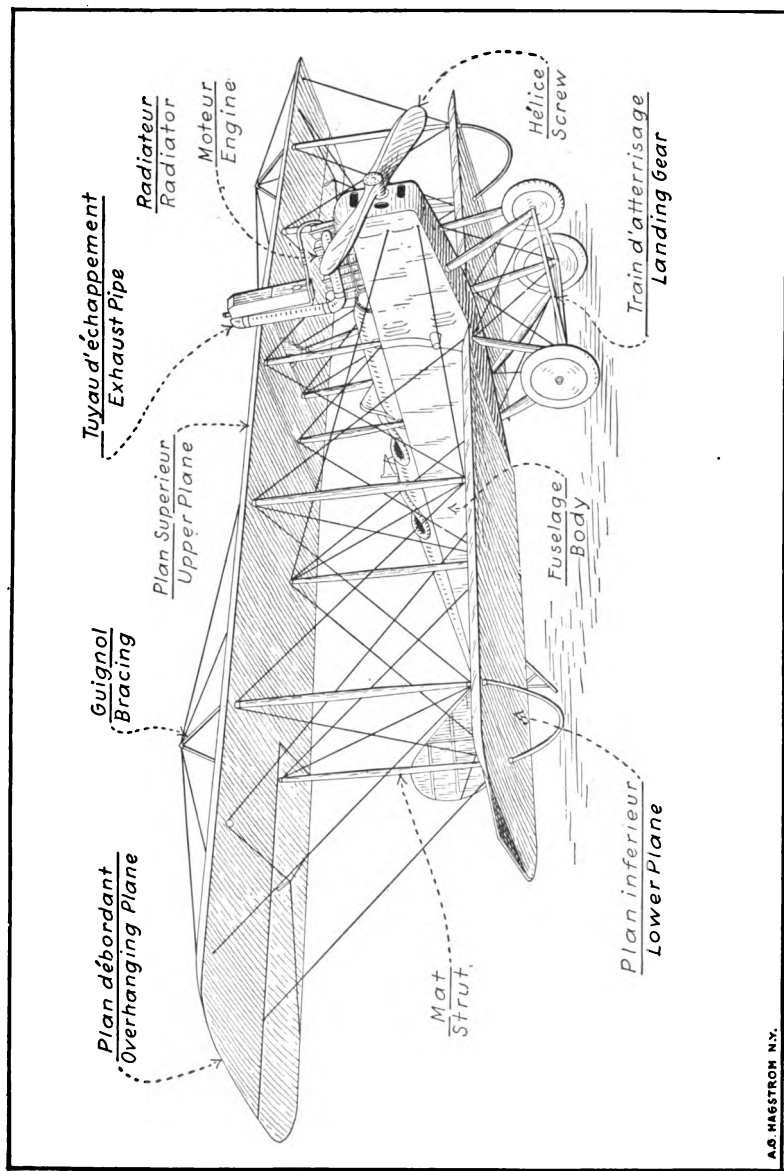 Plan débordant
Overhanging Plane
Guignol
Bracing
Plan Superieur
Upper Plane
Tuyau d'échappement
Exhaust Pipe
Radiateur
Radiator
Moteur
Engine
Hélice
Screw
Mat
Strut
Plan inferieur
Lower Plane
Fuselage
Body
Train d'atterrisage
Landing Gear
A.G. HAGSTROM N.Y.